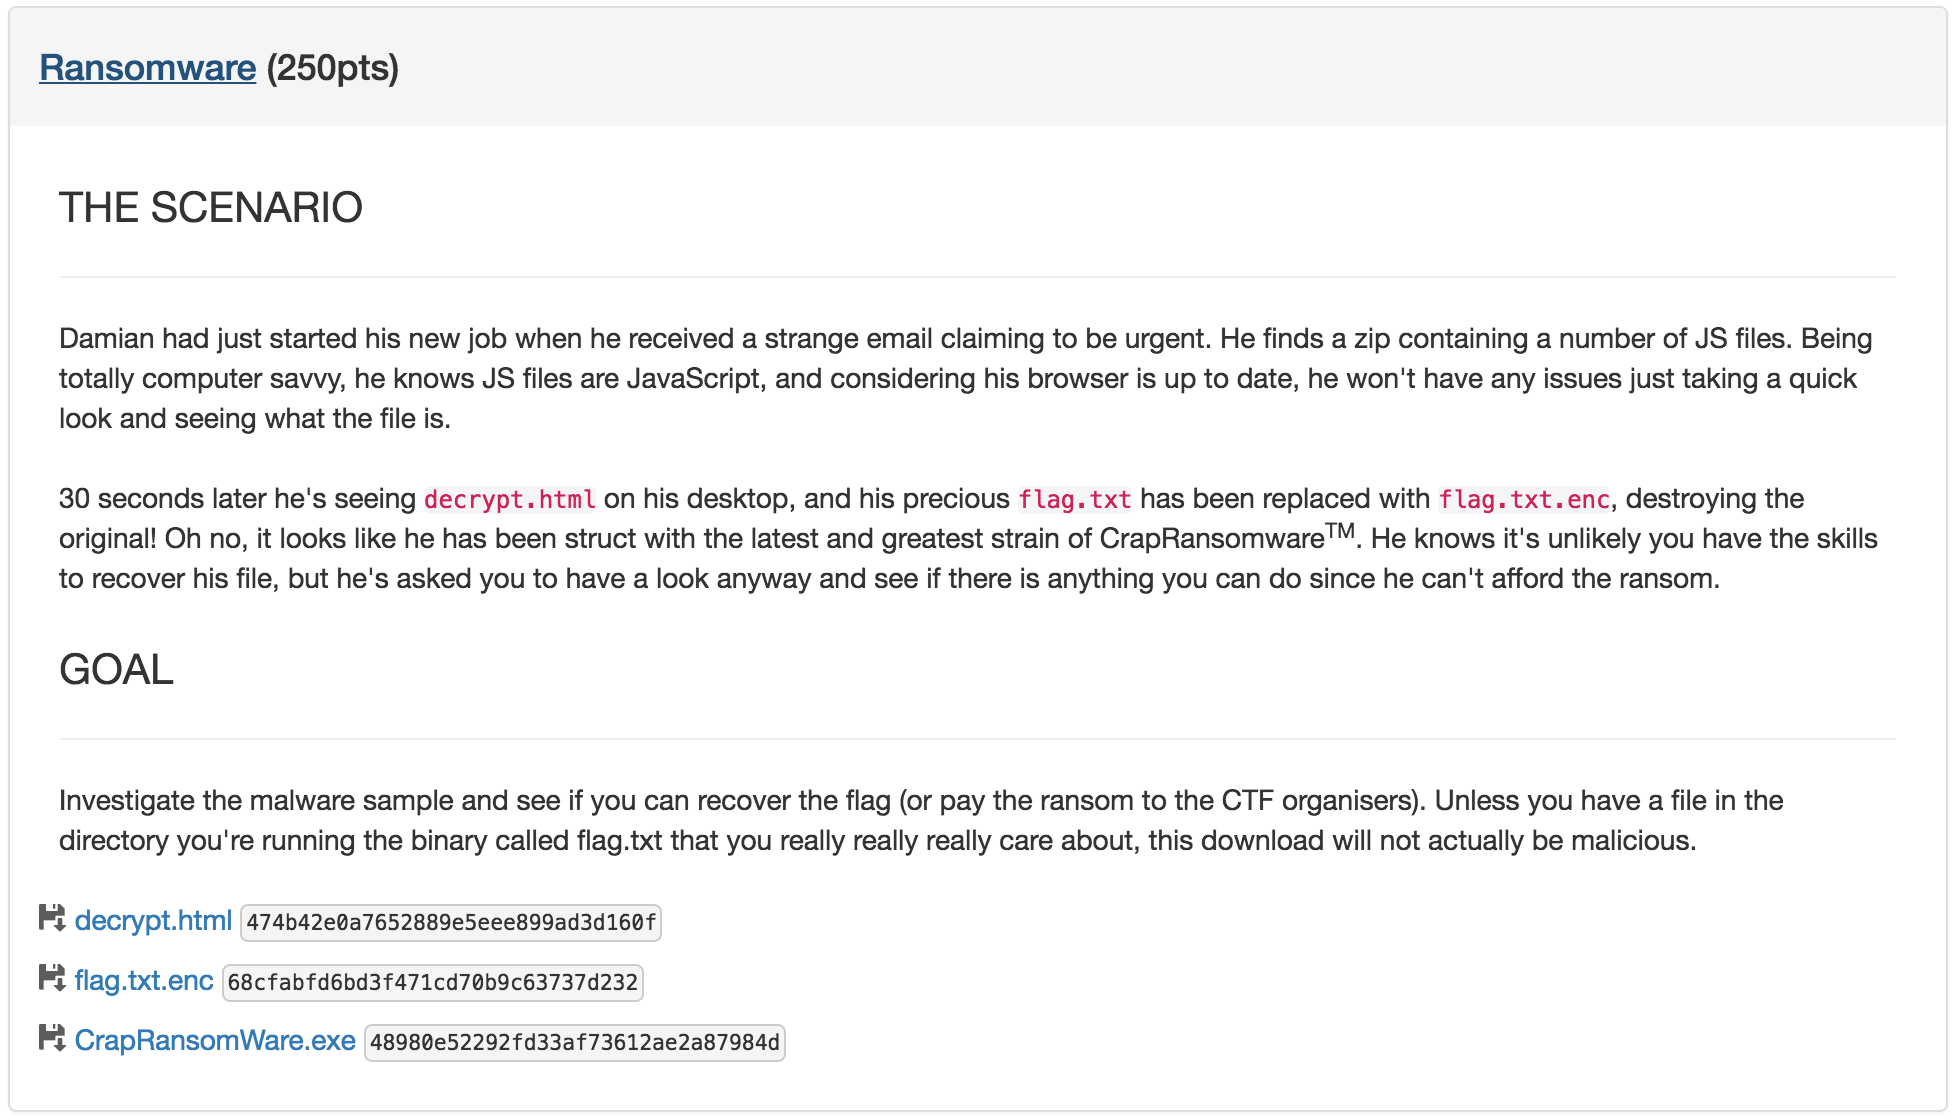 Ransomware (250pts)
THE SCENARIO
Damian had just started his new job when he received a strange email claiming to be urgent. He finds a zip containing a number of JS files. Being
totally computer savvy, he knows JS files are JavaScript, and considering his browser is up to date, he won't have any issues just taking a quick
look and seeing what the file is.
30 seconds later he's seeing decrypt.html on his desktop, and his precious flag.txt has been replaced with flag.txt.enc, destroying the
original! Oh no, it looks like he has been struct with the latest and greatest strain of CrapRansomwareTM. He knows it's unlikely you have the skills
to recover his file, but he's asked you to have a look anyway and see if there is anything you can do since he can't afford the ransom.
GOAL
Investigate the malware sample and see if you can recover the flag (or pay the ransom to the CTF organisers). Unless you have a file in the
directory you're running the binary called flag.txt that you really really really care about, this download will not actually be malicious.
decrypt.html 474b42e0a7652889e5eee899ad3d160f
flag.txt.enc 68cfabfd6bd3f471cd70b9c63737d232
CrapRansomWare.exe 48980e52292fd33af73612ae2a87984d